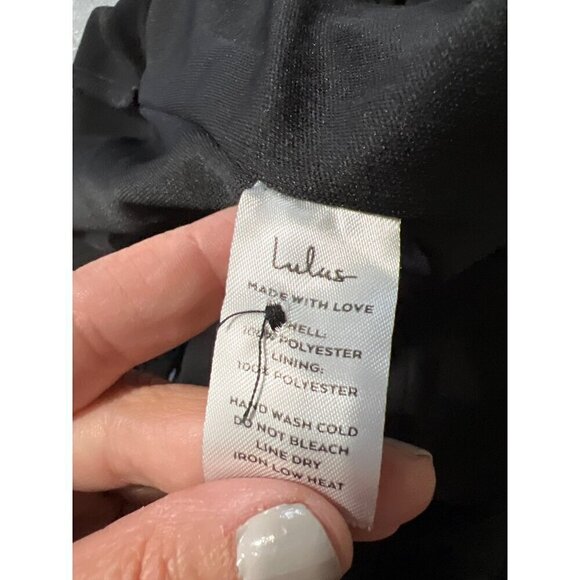 Lulus
MADE WITH LOVE
SHELL:
100% POLYESTER
LINING:
100% POLYESTER
HAND WASH COLD
DO NOT BLEACH
LINE DRY
IRON LOW HEAT